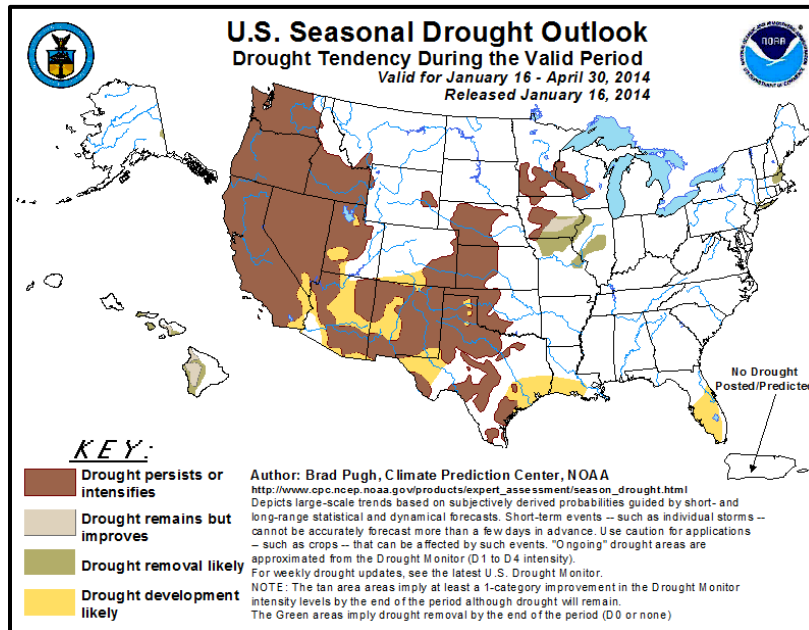 U.S. Seasonal Drought Outlook
Drought Tendency During the Valid Period
Valid for January 16 - April 30, 2014
Released January 16, 2014
NOAA
No Drought
Posted/Predicted
KEY:
Drought persists or
intensifies
Drought remains but
improves
Drought removal likely
Drought development
likely
Author: Brad Pugh, Climate Prediction Center, NOAA
http://www.cpc.ncep.noaa.gov/products/expert_assessment/season_drought.html
Depicts large-scale trends based on subjectively derived probabilities guided by short- and
long-range statistical and dynamical forecasts. Short-term events -- such as individual storms --
cannot be accurately forecast more than a few days in advance. Use caution for applications
-- such as crops -- that can be affected by such events. "Ongoing" drought areas are
approximated from the Drought Monitor (D1 to D4 intensity).
For weekly drought updates, see the latest U.S. Drought Monitor.
NOTE: The tan area areas imply at least a 1-category improvement in the Drought Monitor
intensity levels by the end of the period although drought will remain.
The Green areas imply drought removal by the end of the period (D0 or none)